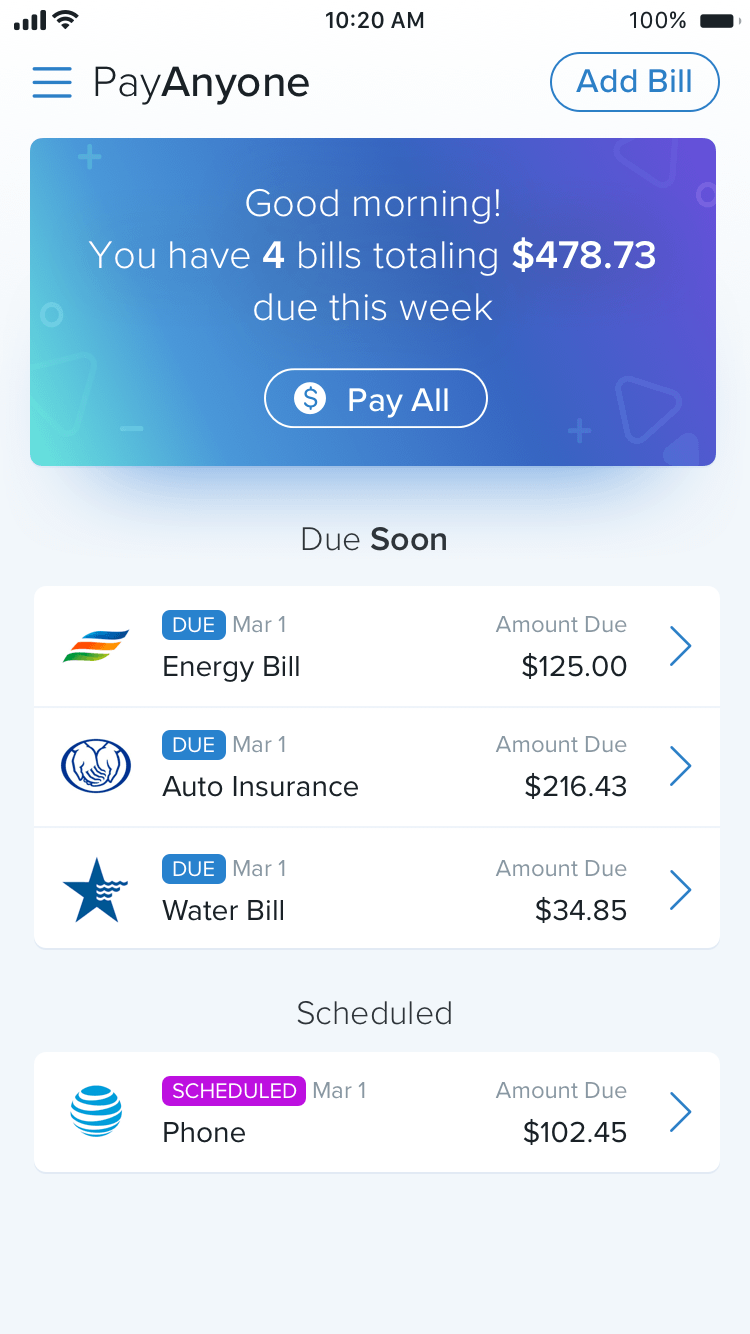 10:20 AM 100%
PayAnyone Add Bill
Good morning!
You have 4 bills totaling $478.73
due this week
$ Pay All
Due Soon
DUE Mar 1 Amount Due
Energy Bill $125.00
DUE Mar 1 Amount Due
Auto Insurance $216.43
DUE Mar 1 Amount Due
Water Bill $34.85
Scheduled
SCHEDULED Mar 1 Amount Due
Phone $102.45